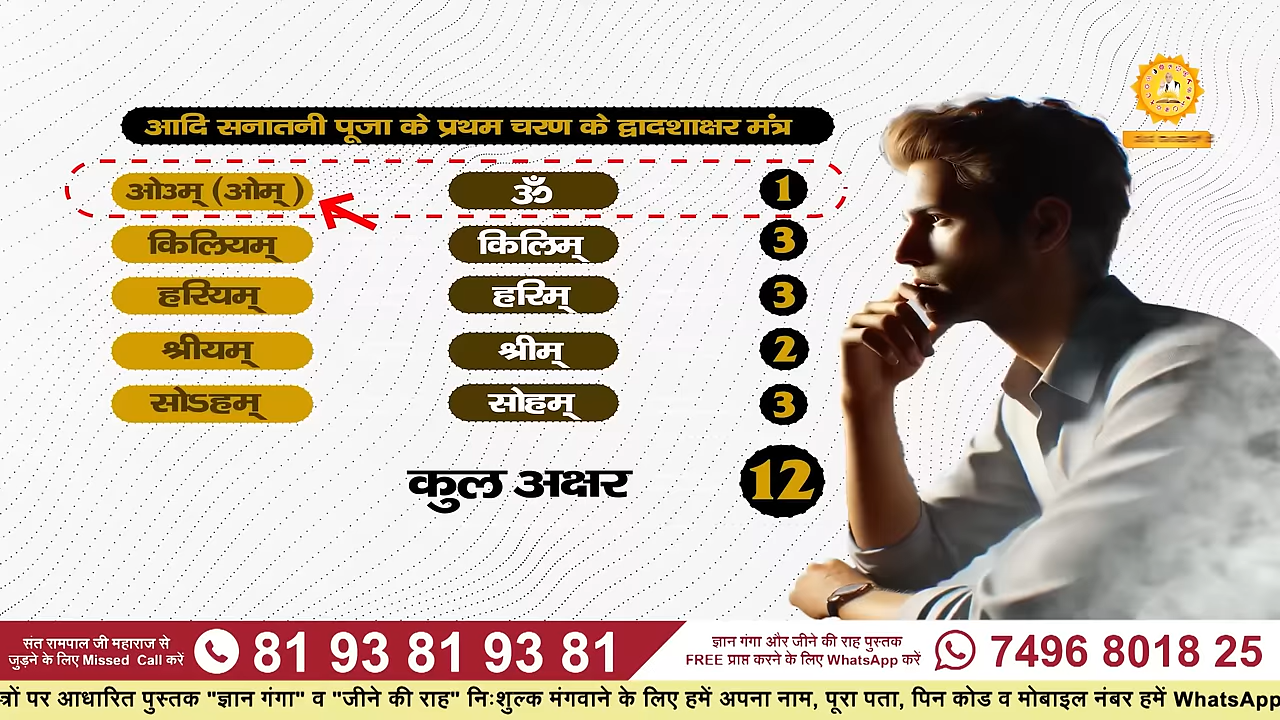 आदि सनातनी पूजा के प्रथम चरण के द्वादशाक्षर मंत्र
ओउम् (ओम् ) ॐ 1
किलियम् किलिम् 3
हरियम् हरिम् 3
श्रीयम् श्रीम् 2
सोऽहम् सोहम् 3
कुल अक्षर 12
संत रामपाल जी महाराज से
जुड़ने के लिए Missed Call करें
81 93 81 93 81
ज्ञान गंगा और जीने की राह पुस्तक
FREE प्राप्त करने के लिए WhatsApp करें
7496 8018 25
त्रों पर आधारित पुस्तक "ज्ञान गंगा" व "जीने की राह" निःशुल्क मंगवाने के लिए हमें अपना नाम, पूरा पता, पिन कोड व मोबाइल नंबर हमें WhatsApp